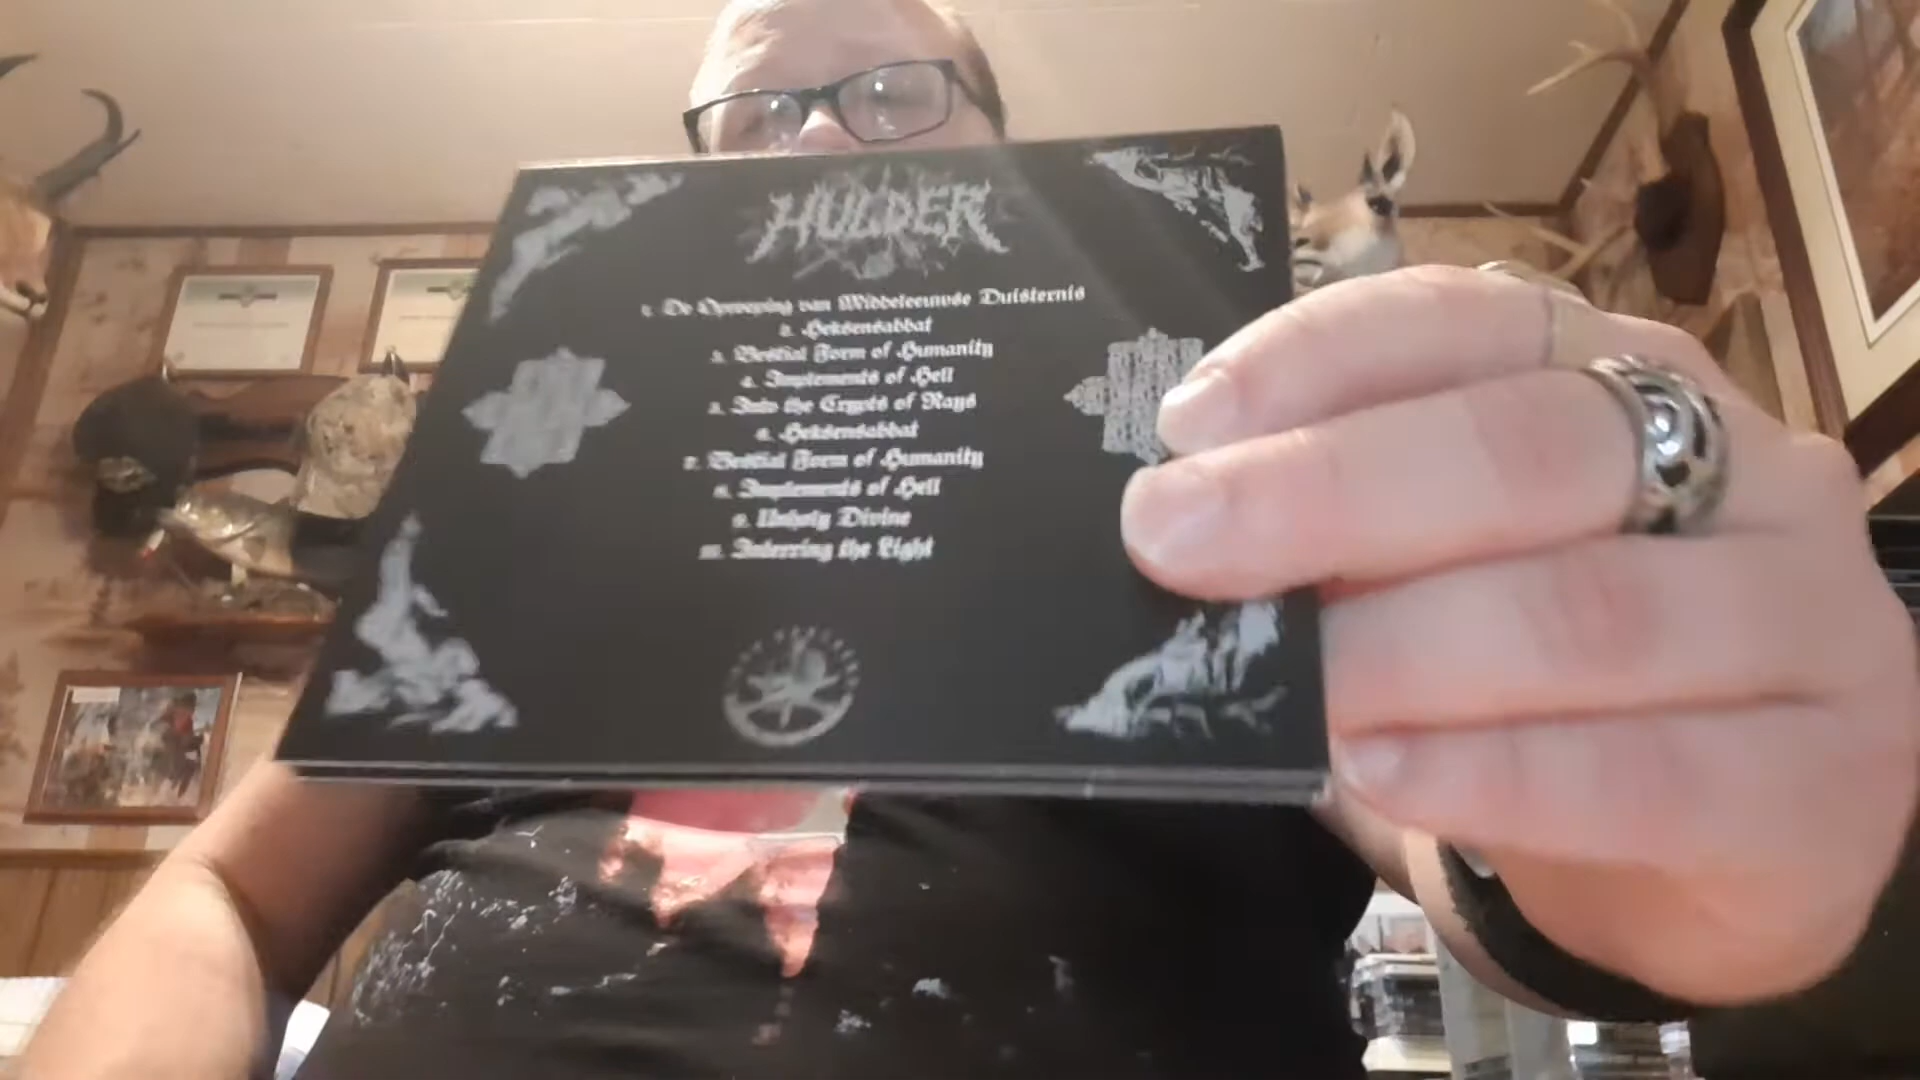 HULDER
1. De Oproeping van Middeleeuwse Duisternis
2. Heksensabbat
3. Bestial Form of Humanity
4. Implements of Hell
5. Into the Crypts of Rays
6. Heksensabbat
7. Bestial Form of Humanity
8. Implements of Hell
9. Unholy Divine
10. Interring the Light